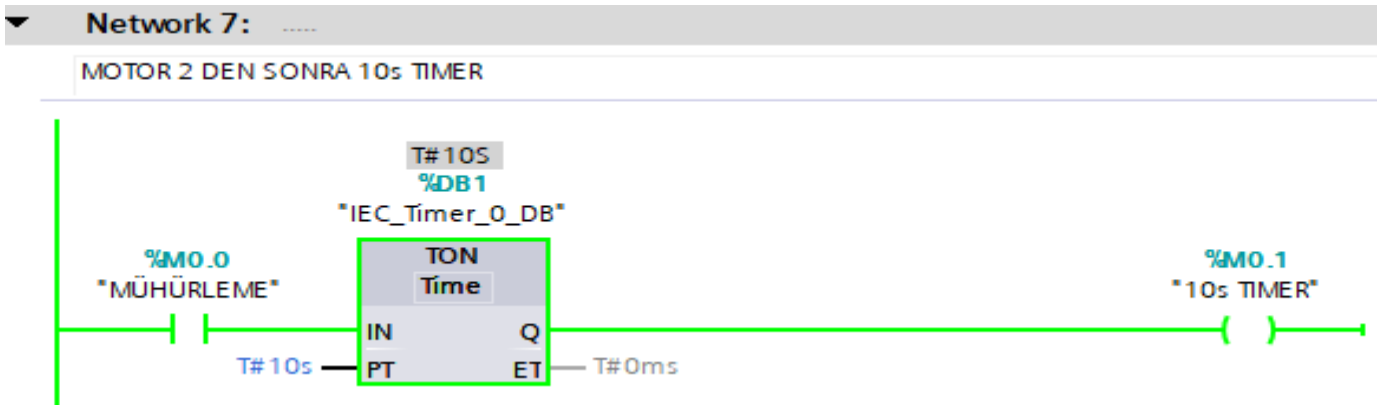 Network 7: .....
MOTOR 2 DEN SONRA 10s TIMER
T#10S
%DB1
"IEC_Timer_0_DB"
%M0.0
"MÜHÜRLEME"
TON
Time
%M0.1
"10s TIMER"
IN Q
T#10s PT ET T#0ms